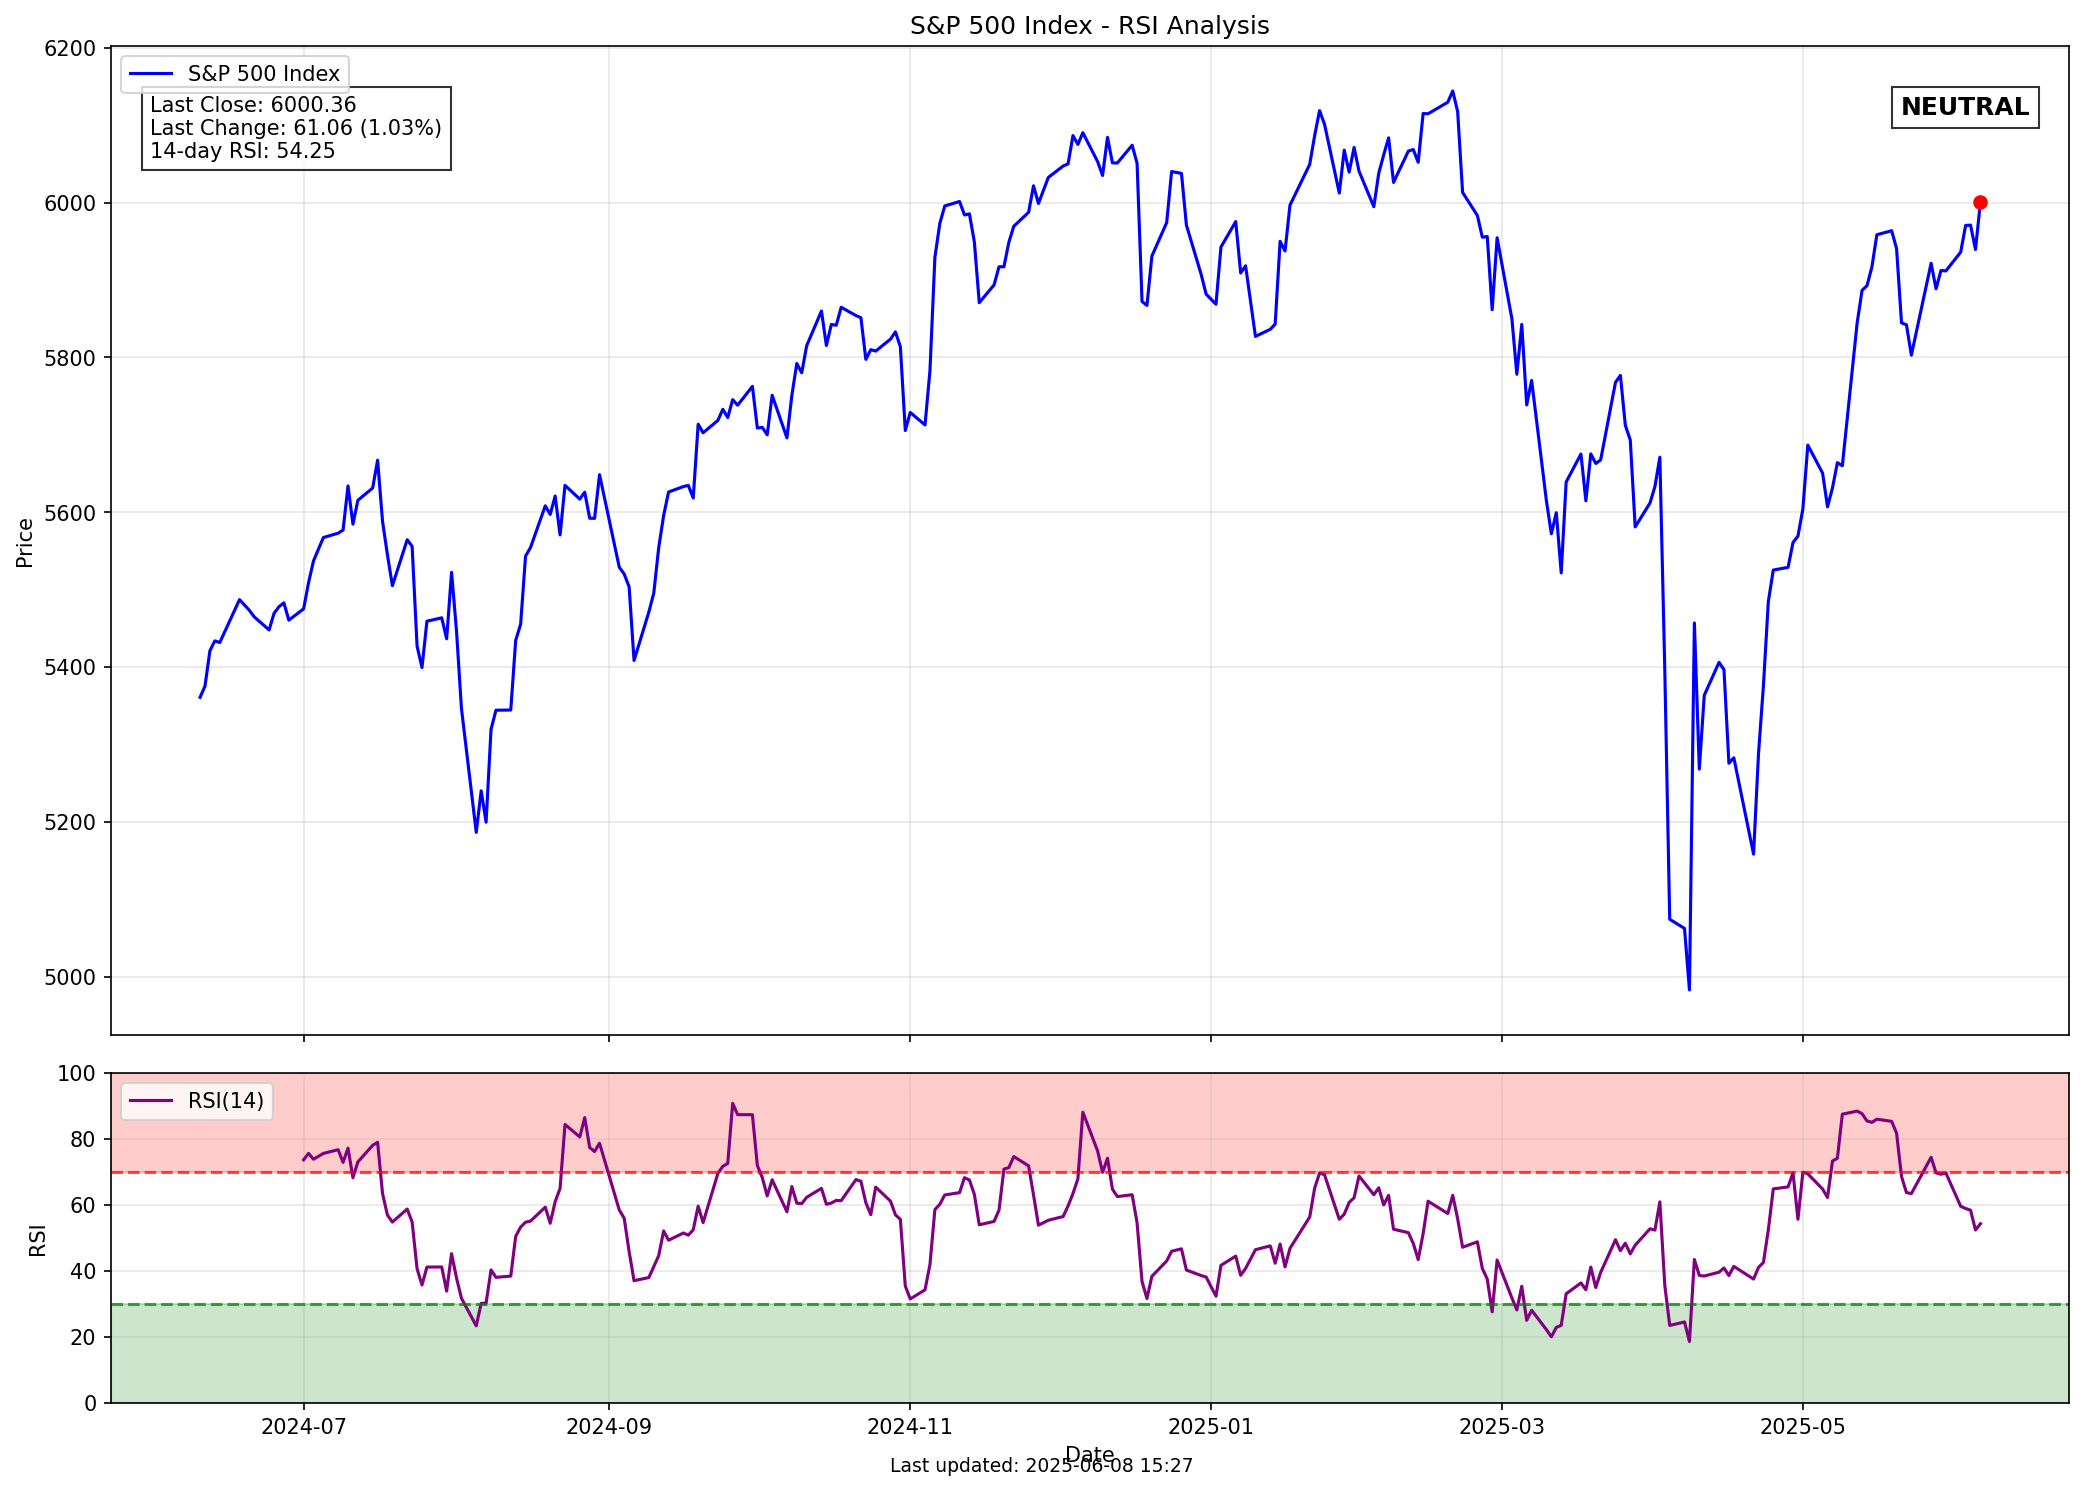 S&P 500 Index - RSI Analysis
6200
S&P 500 Index
Last Close: 6000.36
Last Change: 61.06 (1.03%)
14-day RSI: 54.25
NEUTRAL
6000
5800
5600
5400
5200
5000
Price
100
RSI(14)
80
60
40
20
0
RSI
2024-07
2024-09
2024-11
2025-01
2025-03
2025-05
Date
Last updated: 2025-06-08 15:27